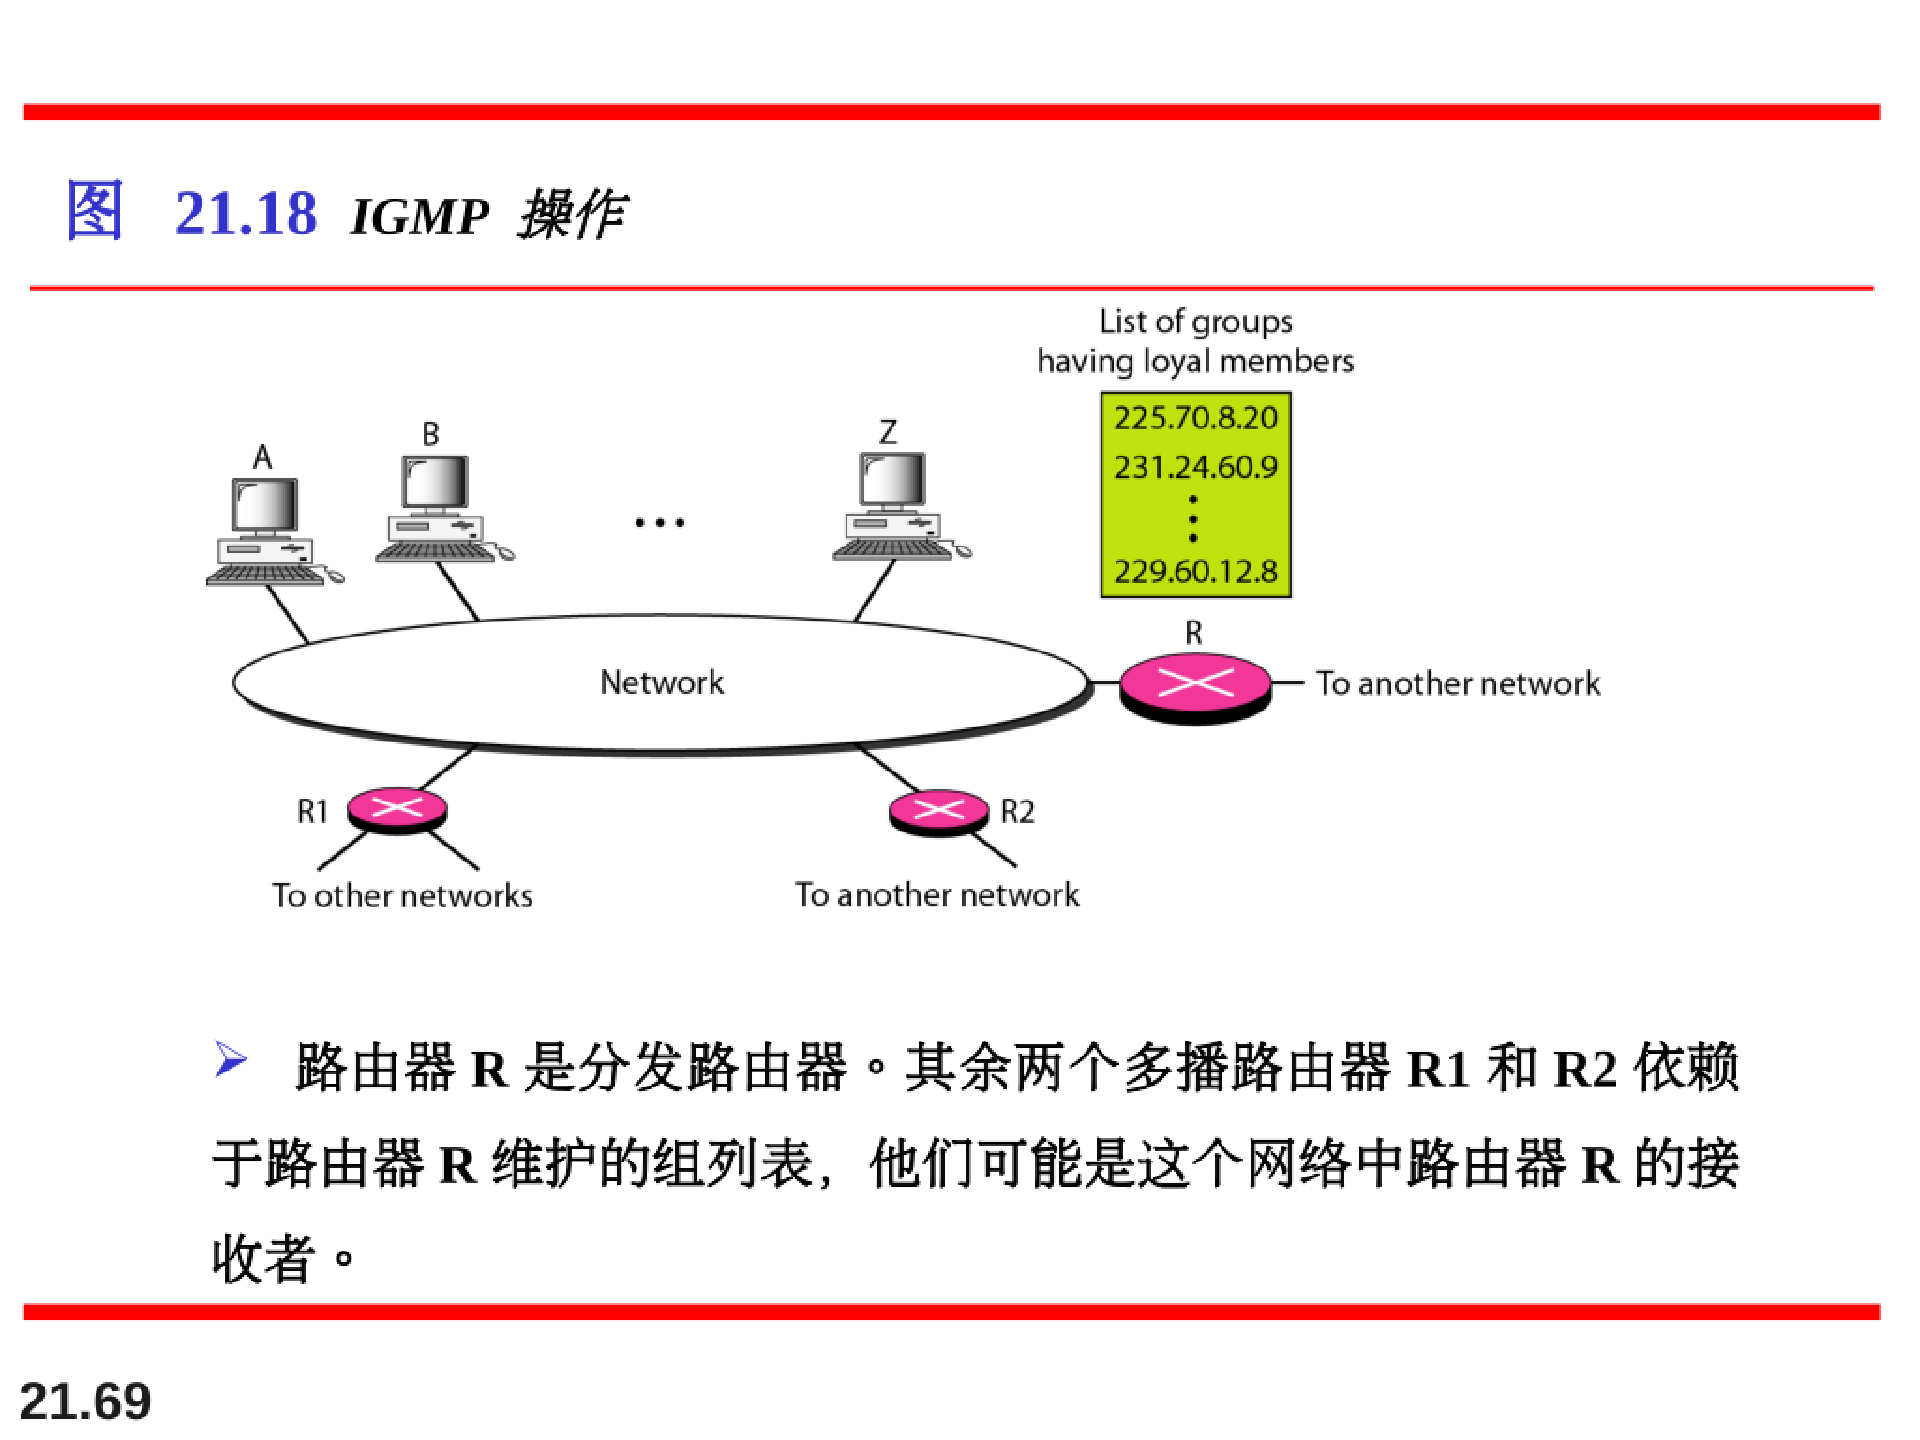 图 21.18 IGMP 操作
List of groups
having loyal members
225.70.8.20
231.24.60.9
229.60.12.8
A
B
Z
...
R
Network
To another network
R1
R2
To other networks
To another network
➢ 路由器 R 是分发路由器。其余两个多播路由器 R1 和 R2 依赖
于路由器 R 维护的组列表，他们可能是这个网络中路由器 R 的接
收者。
21.69